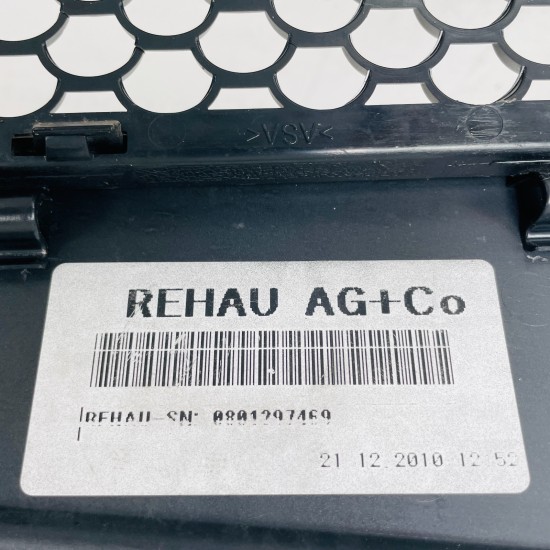 >ASA<
REHAU AG+Co
REHAU-SN: 0801297469
21 12.2010 12 52